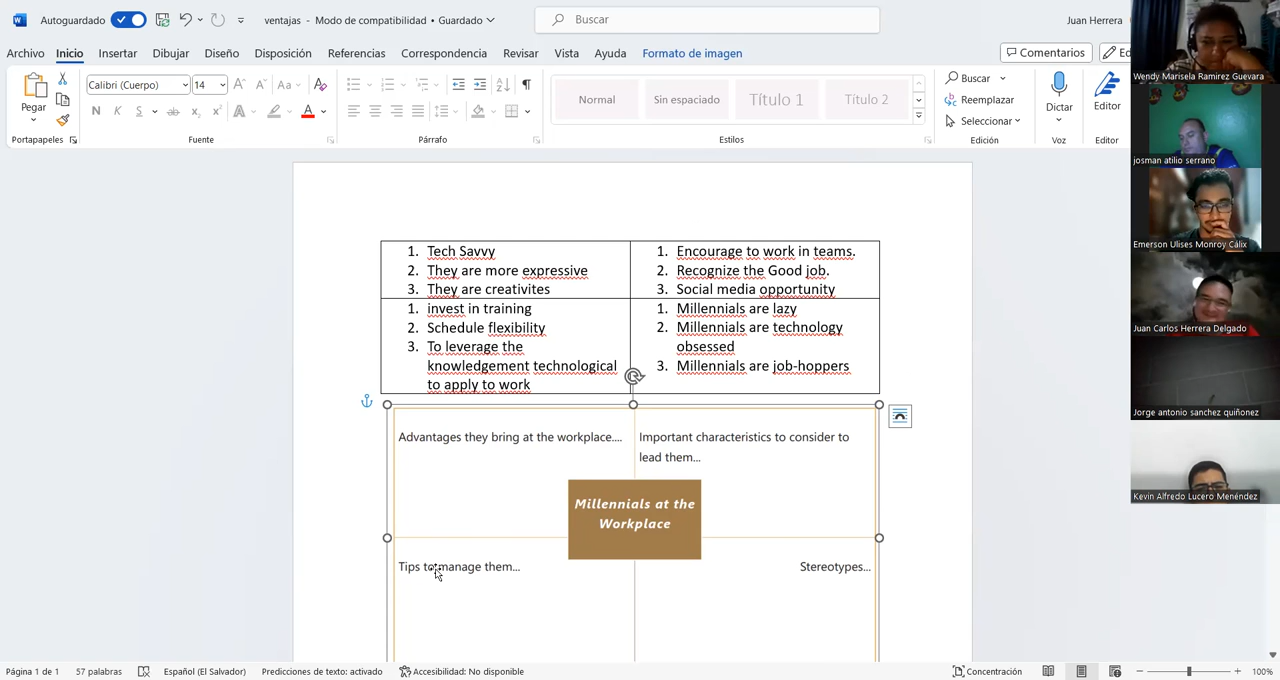 Autoguardado
ventajas - Modo de compatibilidad • Guardado
Buscar
Juan Herrera
Archivo Inicio Insertar Dibujar Diseño Disposición Referencias Correspondencia Revisar Vista Ayuda Formato de imagen
Comentarios
Pegar
Calibri (Cuerpo) 14
Normal Sin espaciado Título 1 Título 2
Buscar
Reemplazar
Seleccionar
Dictar
Editor
Portapapeles Fuente Párrafo Estilos Edición Voz Editor
Wendy Marisela Ramirez Guevara
josman atilio serrano
Emerson Ulises Monroy Cálix
Juan Carlos Herrera Delgado
Jorge antonio sanchez quiñonez
Kevin Alfredo Lucero Menéndez
1. Tech Savvy
2. They are more expressive
3. They are creativites
1. Encourage to work in teams.
2. Recognize the Good job.
3. Social media opportunity
1. invest in training
2. Schedule flexibility
3. To leverage the
knowledgement technological
to apply to work
1. Millennials are lazy
2. Millennials are technology
obsessed
3. Millennials are job-hoppers
Advantages they bring at the workplace....
Important characteristics to consider to
lead them...
Millennials at the
Workplace
Tips to manage them...
Stereotypes...
Página 1 de 1 57 palabras Español (El Salvador) Predicciones de texto: activado Accesibilidad: No disponible Concentración 100%